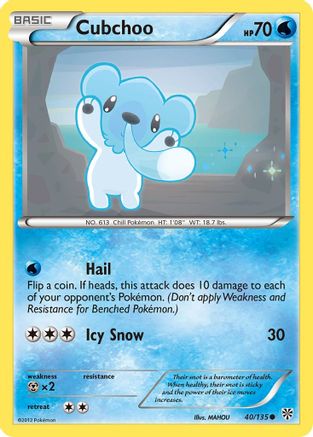 BASIC
Cubchoo
HP70
NO. 613 Chill Pokémon. HT: 1'08" WT: 18.7 lbs.
Hail
Flip a coin. If heads, this attack does 10 damage to each
of your opponent's Pokémon. (Don't apply Weakness and
Resistance for Benched Pokémon.)
Icy Snow 30
weakness
×2
resistance
retreat
Their snot is a barometer of health.
When healthy, their snot is sticky
and the power of their ice moves
increases.
©2012 Pokémon
Illus. MAHOU
40/135